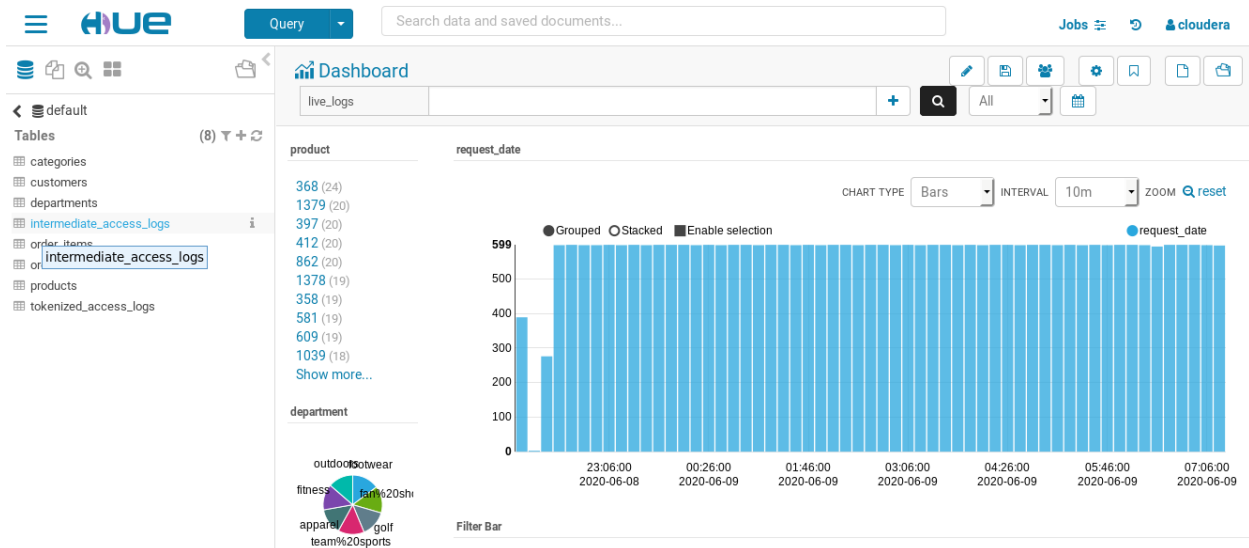 HUE
Query
Search data and saved documents...
Jobs
cloudera
default
Tables (8)
categories
customers
departments
intermediate_access_logs
order_items
intermediate_access_logs
or
products
tokenized_access_logs
Dashboard
live_logs
All
product
368 (24)
1379 (20)
397 (20)
412 (20)
862 (20)
1378 (19)
358 (19)
581 (19)
609 (19)
1039 (18)
Show more...
department
outdoors
footwear
fitness
fan%20sho
apparel
golf
team%20sports
request_date
CHART TYPE Bars INTERVAL 10m ZOOM reset
Grouped Stacked Enable selection request_date
599
500
400
300
200
100
0
23:06:00 00:26:00 01:46:00 03:06:00 04:26:00 05:46:00 07:06:00
2020-06-08 2020-06-09 2020-06-09 2020-06-09 2020-06-09 2020-06-09 2020-06-09
Filter Bar